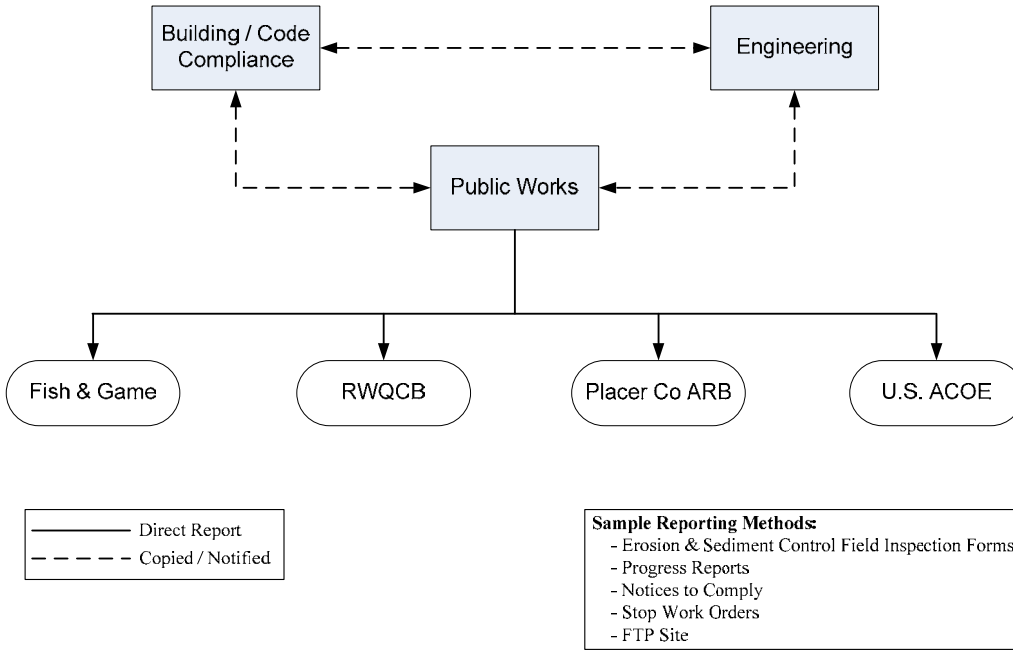 Building / Code
Compliance
Engineering
Public Works
Fish & Game
RWQCB
Placer Co ARB
U.S. ACOE
Direct Report
Copied / Notified
Sample Reporting Methods:
- Erosion & Sediment Control Field Inspection Forms
- Progress Reports
- Notices to Comply
- Stop Work Orders
- FTP Site